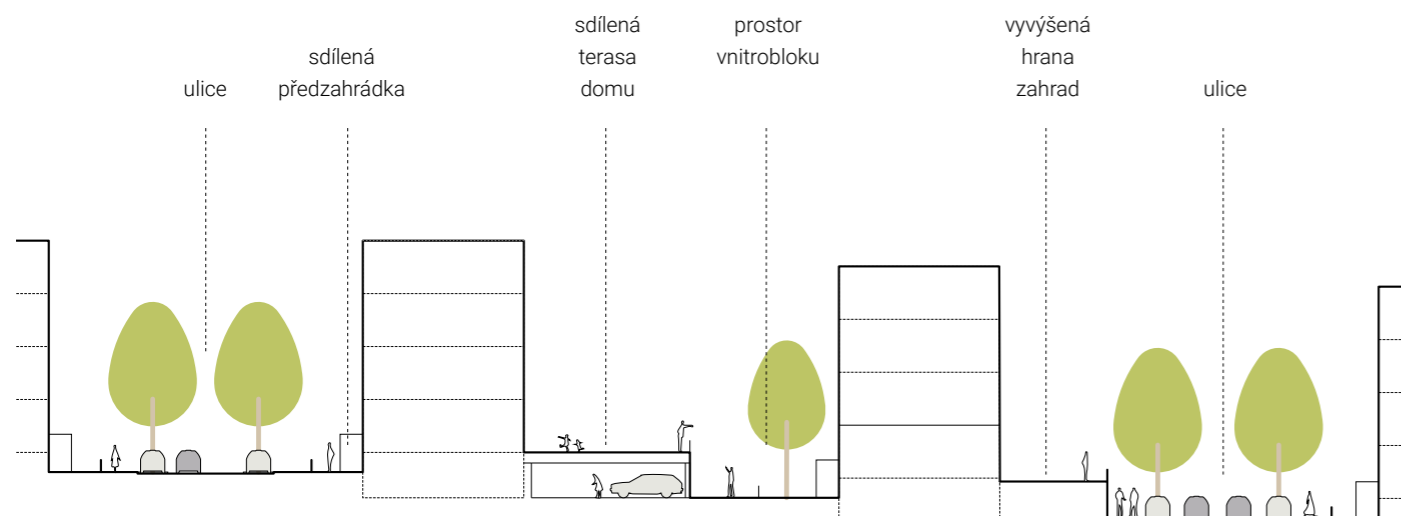 ulice
sdílená
předzahrádka
sdílená
terasa
domu
prostor
vnitrobloku
vyvýšená
hrana
zahrad
ulice